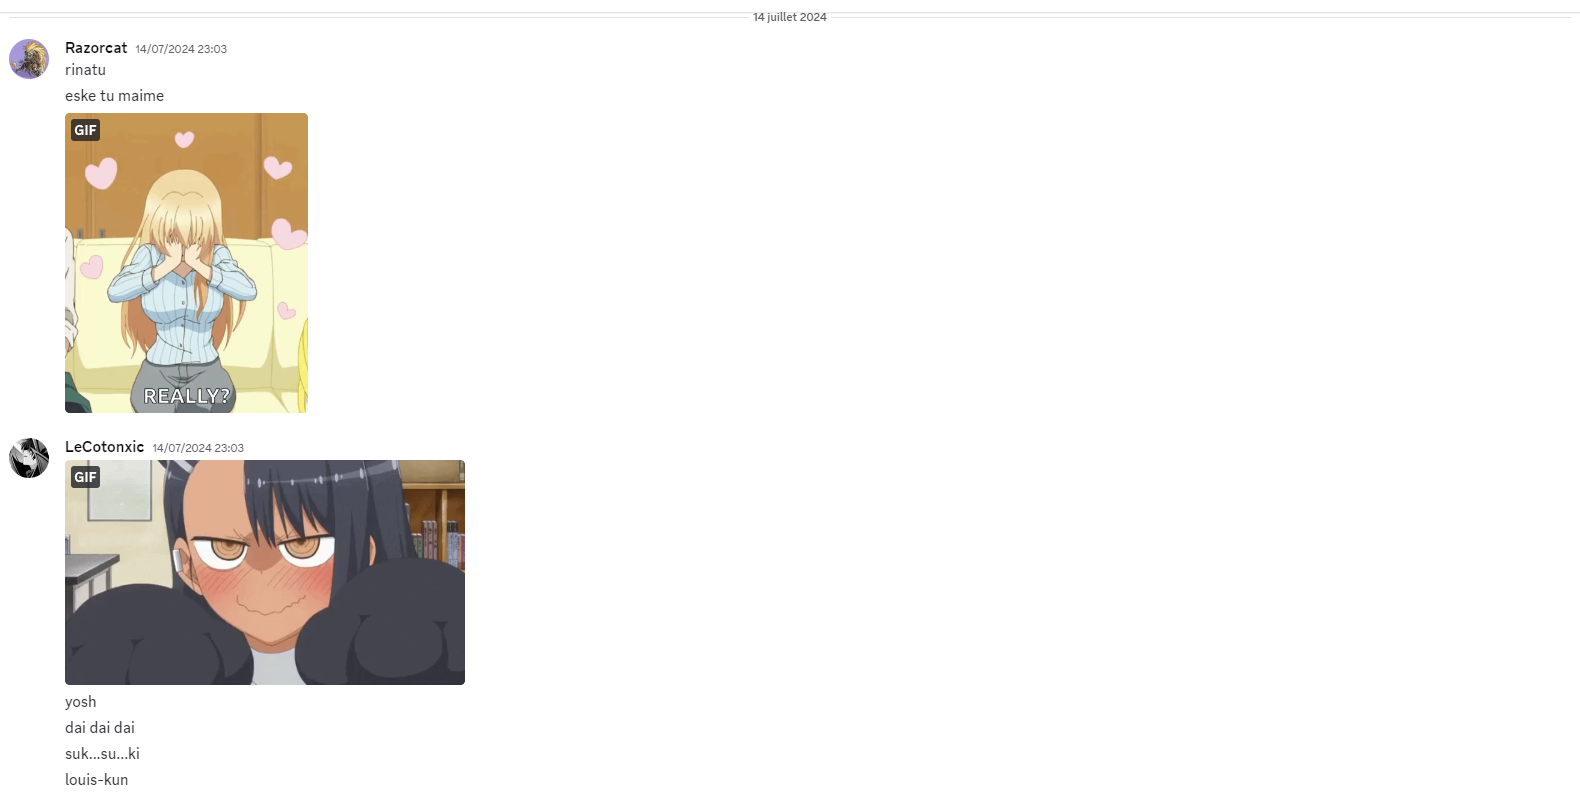 14 juillet 2024
Razorcat 14/07/2024 23:03
rinatu
eske tu maime
GIF
REALLY?
LeCotonxic 14/07/2024 23:03
GIF
yosh
dai dai dai
suk...su...ki
louis-kun